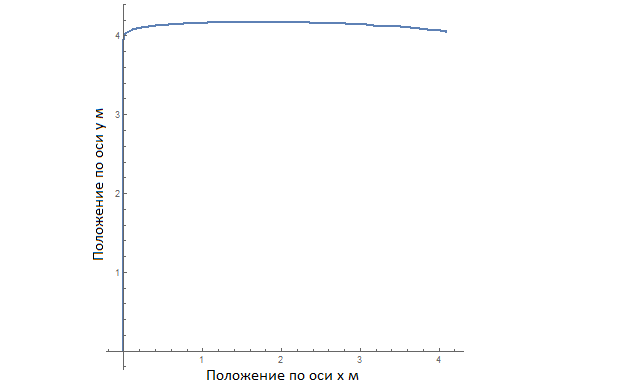 4
3
2
1
1 2 3 4
Положение по оси y м
Положение по оси x м